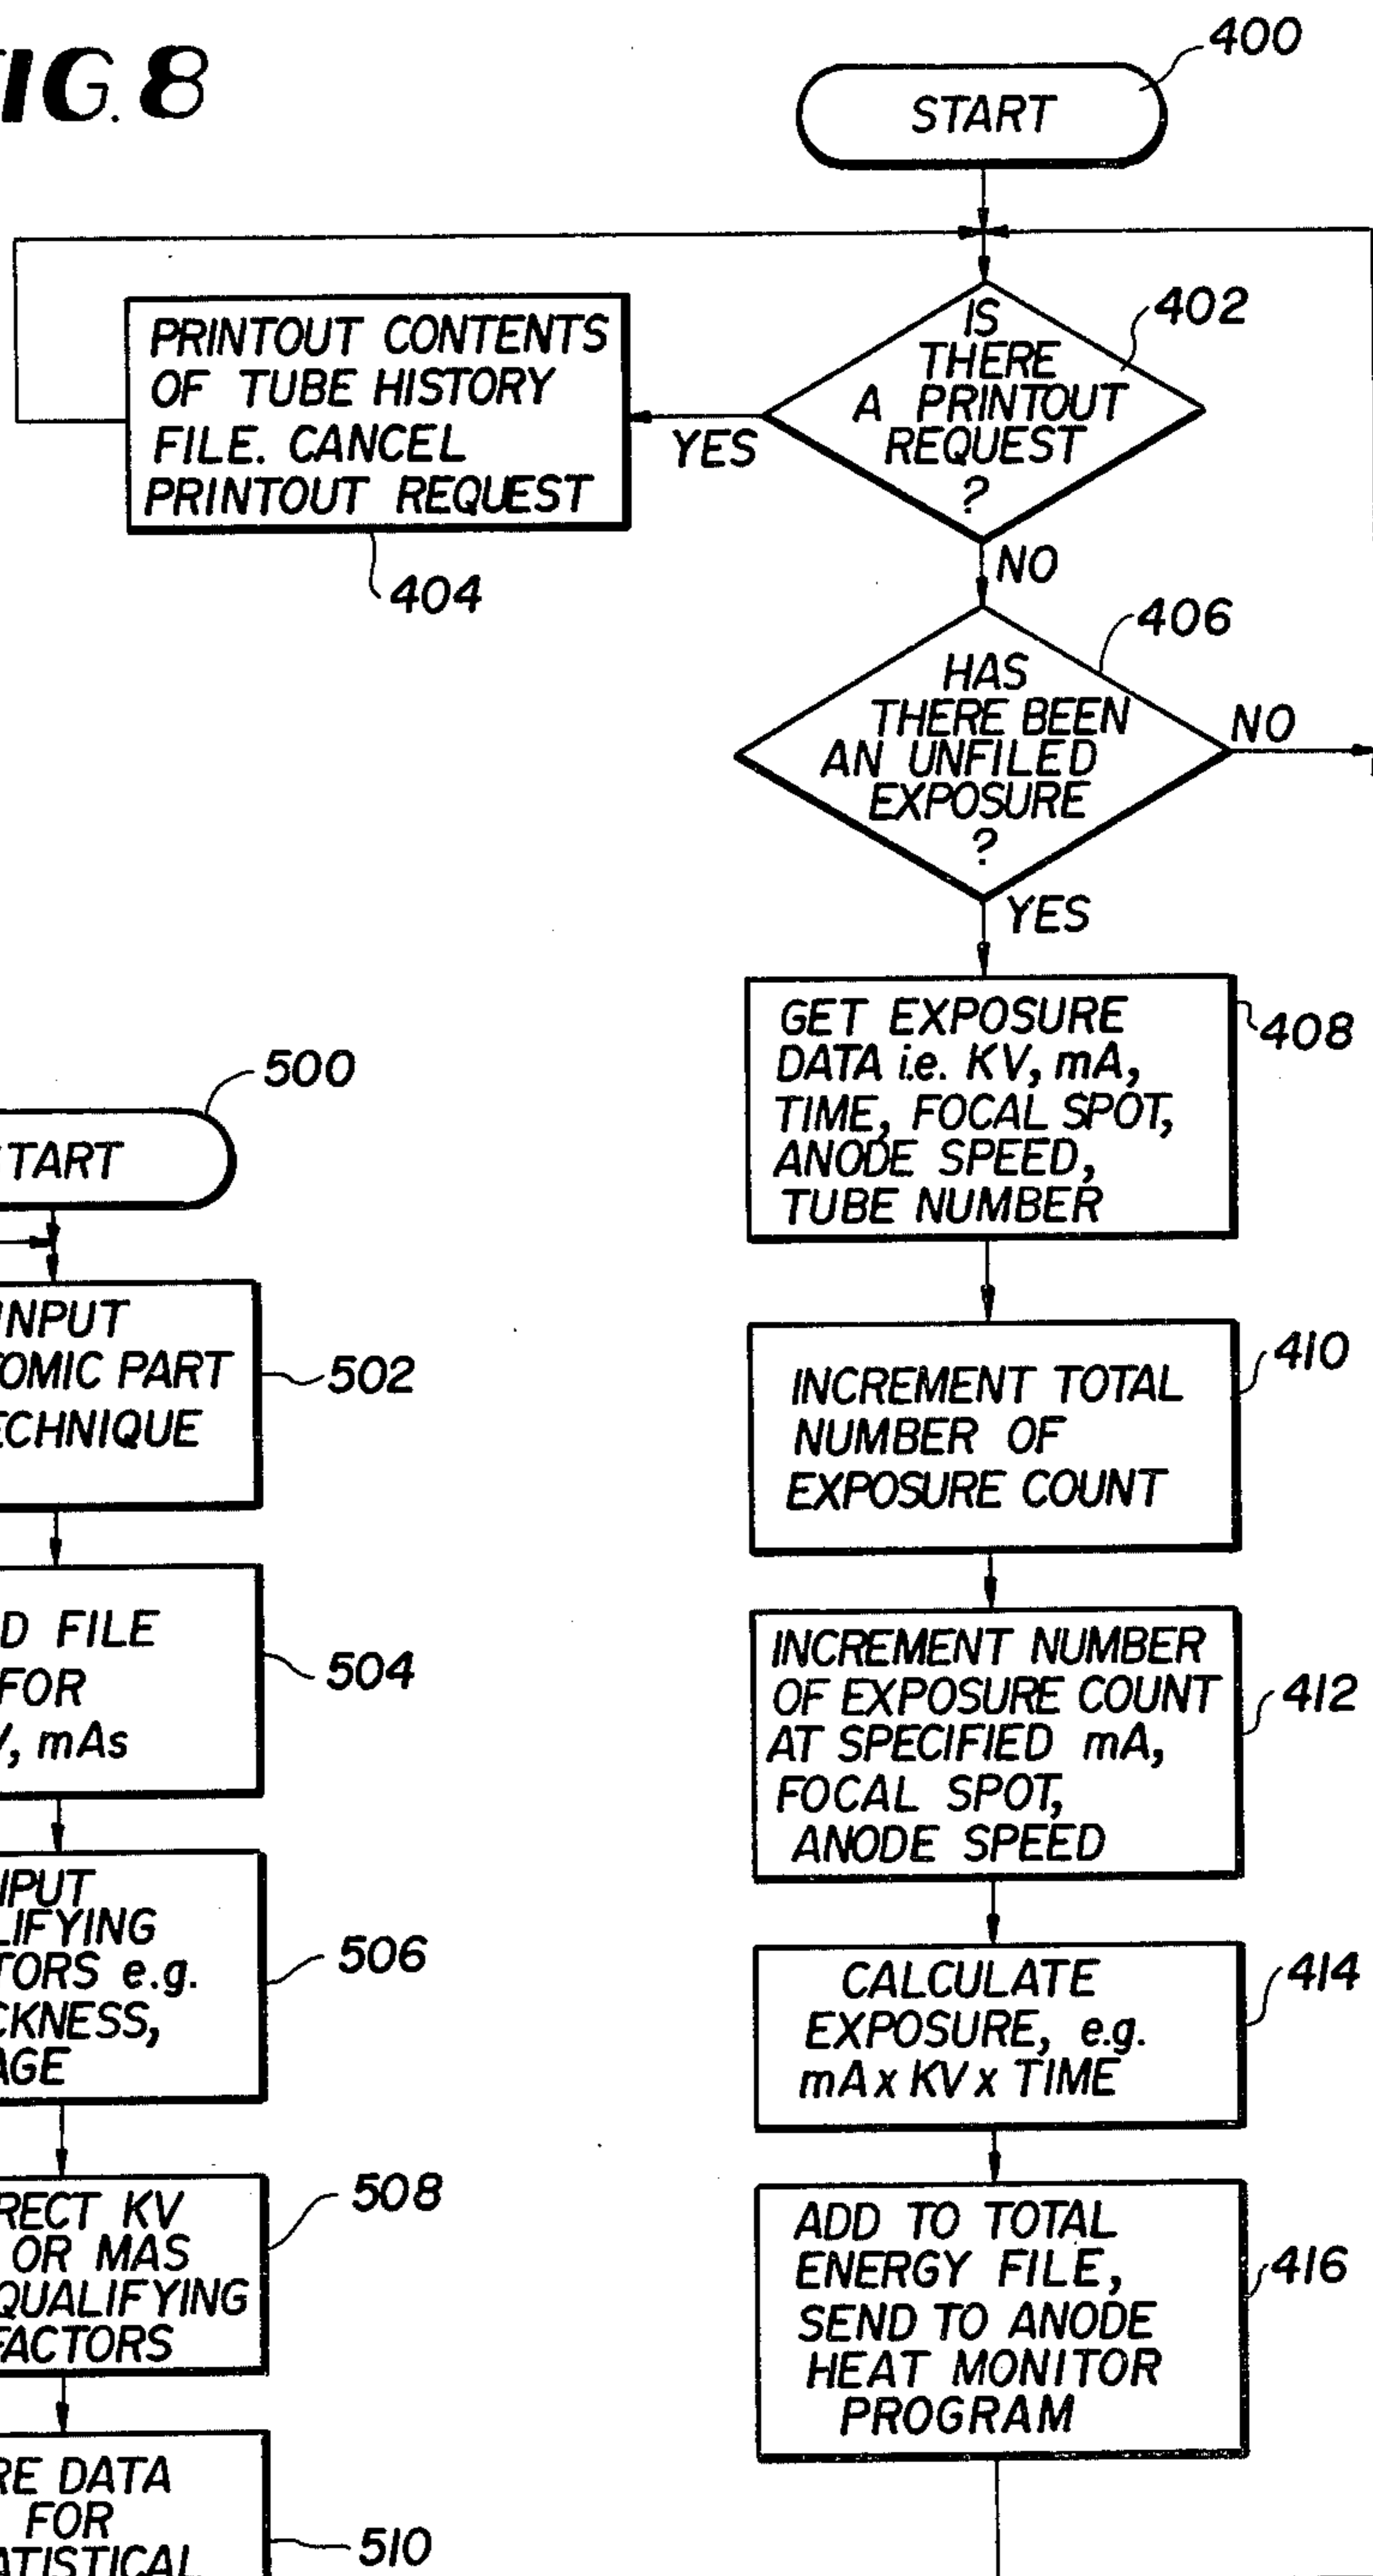 FIG. 8
400
START
402
IS
THERE
A PRINTOUT
REQUEST
?
YES
NO
PRINTOUT CONTENTS
OF TUBE HISTORY
FILE. CANCEL
PRINTOUT REQUEST
404
406
HAS
THERE BEEN
AN UNFILED
EXPOSURE
?
NO
YES
408
GET EXPOSURE
DATA i.e. KV, mA,
TIME, FOCAL SPOT,
ANODE SPEED,
TUBE NUMBER
410
INCREMENT TOTAL
NUMBER OF
EXPOSURE COUNT
412
INCREMENT NUMBER
OF EXPOSURE COUNT
AT SPECIFIED mA,
FOCAL SPOT,
ANODE SPEED
414
CALCULATE
EXPOSURE, e.g.
mA x KV x TIME
416
ADD TO TOTAL
ENERGY FILE,
SEND TO ANODE
HEAT MONITOR
PROGRAM
500
TART
502
NPUT
OMIC PART
ECHNIQUE
504
D FILE
FOR
V, mAs
506
IPUT
LIFYING
TORS e.g.
CKNESS,
AGE
508
RECT KV
OR MAS
QUALIFYING
FACTORS
510
RE DATA
FOR
ATISTICAL